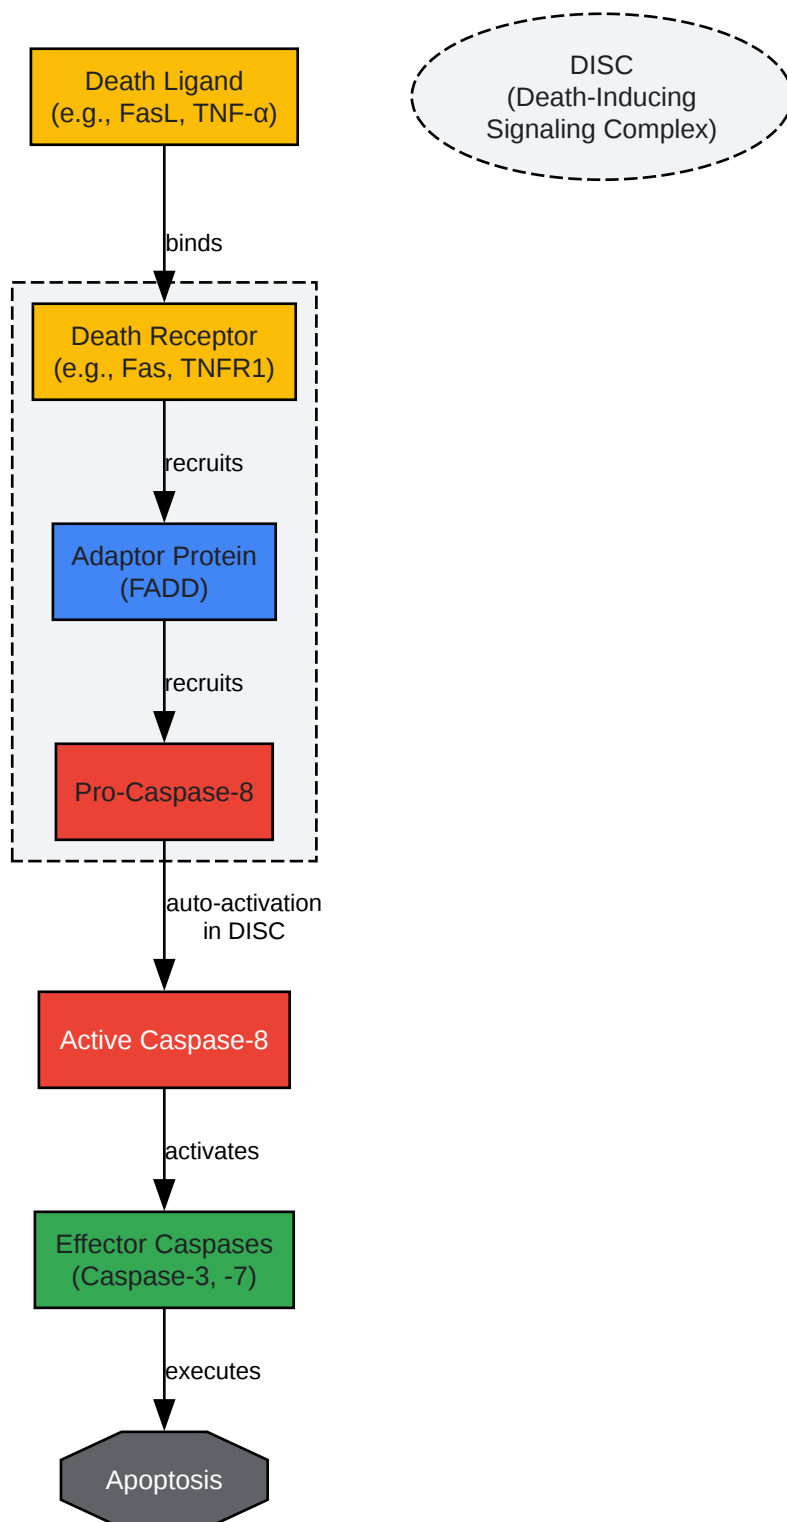 Death Ligand
(e.g., FasL, TNF-α)
DISC
(Death-Inducing
Signaling Complex)
binds
Death Receptor
(e.g., Fas, TNFR1)
recruits
Adaptor Protein
(FADD)
recruits
Pro-Caspase-8
auto-activation
in DISC
Active Caspase-8
activates
Effector Caspases
(Caspase-3, -7)
executes
Apoptosis